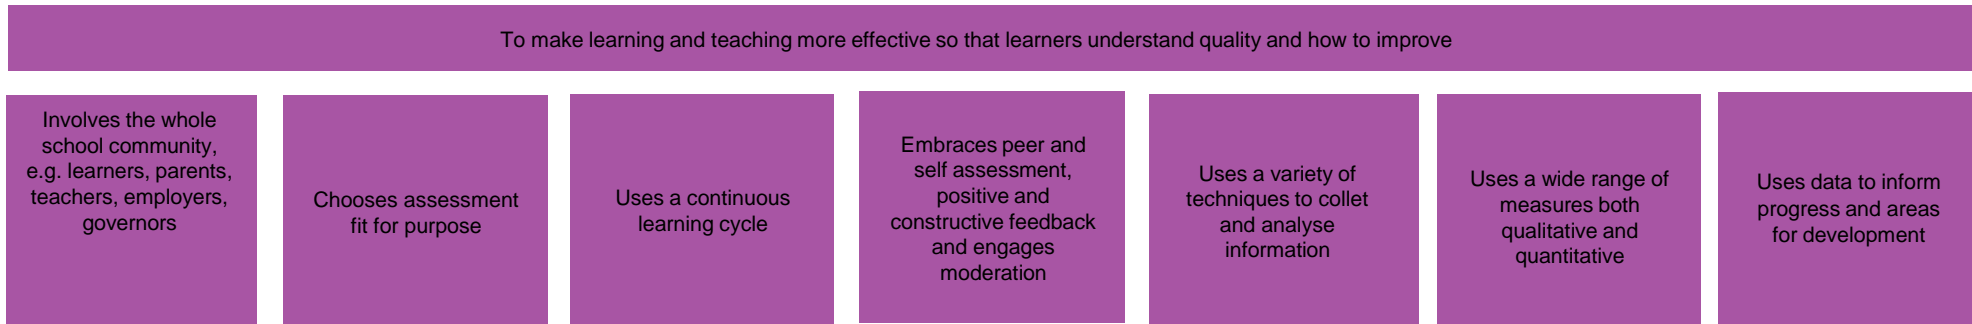 To make learning and teaching more effective so that learners understand quality and how to improve
Involves the whole
school community,
e.g. learners, parents,
teachers, employers,
governors
Chooses assessment
fit for purpose
Uses a continuous
learning cycle
Embraces peer and
self assessment,
positive and
constructive feedback
and engages
moderation
Uses a variety of
techniques to collet
and analyse
information
Uses a wide range of
measures both
qualitative and
quantitative
Uses data to inform
progress and areas
for development